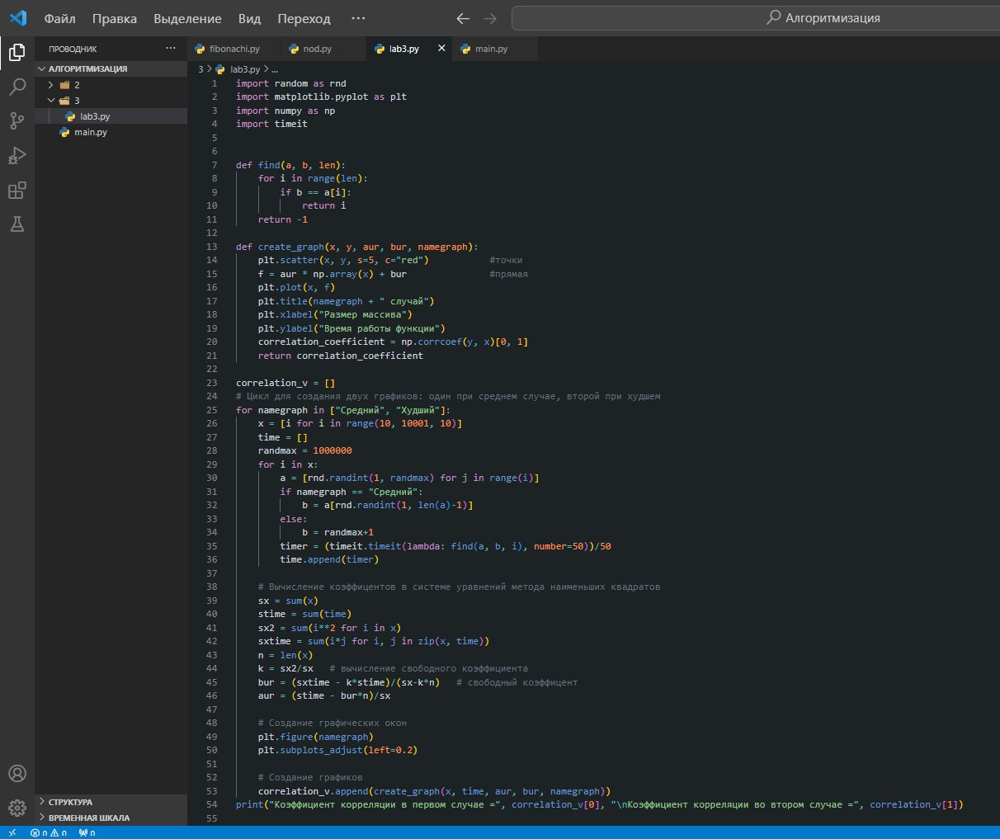 Файл Правка Выделение Вид Переход ··· Алгоритмизация
ПРОВОДНИК ··· fibonachi.py nod.py lab3.py × main.py
АЛГОРИТМИЗАЦИЯ
2
3
lab3.py
main.py
3 > lab3.py > ...
1 import random as rnd
2 import matplotlib.pyplot as plt
3 import numpy as np
4 import timeit
5
6
7 def find(a, b, len):
8     for i in range(len):
9         if b == a[i]:
10             return i
11     return -1
12
13 def create_graph(x, y, aur, bur, namegraph):
14     plt.scatter(x, y, s=5, c="red")           #точки
15     f = aur * np.array(x) + bur               #прямая
16     plt.plot(x, f)
17     plt.title(namegraph + " случай")
18     plt.xlabel("Размер массива")
19     plt.ylabel("Время работы функции")
20     correlation_coefficient = np.corrcoef(y, x)[0, 1]
21     return correlation_coefficient
22
23 correlation_v = []
24 # Цикл для создания двух графиков: один при среднем случае, второй при худшем
25 for namegraph in ["Средний", "Худший"]:
26     x = [i for i in range(10, 10001, 10)]
27     time = []
28     randmax = 1000000
29     for i in x:
30         a = [rnd.randint(1, randmax) for j in range(i)]
31         if namegraph == "Средний":
32             b = a[rnd.randint(1, len(a)-1)]
33         else:
34             b = randmax+1
35         timer = (timeit.timeit(lambda: find(a, b, i), number=50))/50
36         time.append(timer)
37
38     # Вычисление коэффицентов в системе уравнений метода наименьших квадратов
39     sx = sum(x)
40     stime = sum(time)
41     sx2 = sum(i**2 for i in x)
42     sxtime = sum(i*j for i, j in zip(x, time))
43     n = len(x)
44     k = sx2/sx   # вычисление свободного коэффициента
45     bur = (sxtime - k*stime)/(sx-k*n)   # свободный коэффицент
46     aur = (stime - bur*n)/sx
47
48     # Создание графических окон
49     plt.figure(namegraph)
50     plt.subplots_adjust(left=0.2)
51
52     # Создание графиков
53     correlation_v.append(create_graph(x, time, aur, bur, namegraph))
54 print("Коэффициент корреляции в первом случае =", correlation_v[0], "\nКоэффициент корреляции во втором случае =", correlation_v[1])
55
СТРУКТУРА
ВРЕМЕННАЯ ШКАЛА
0 0 0